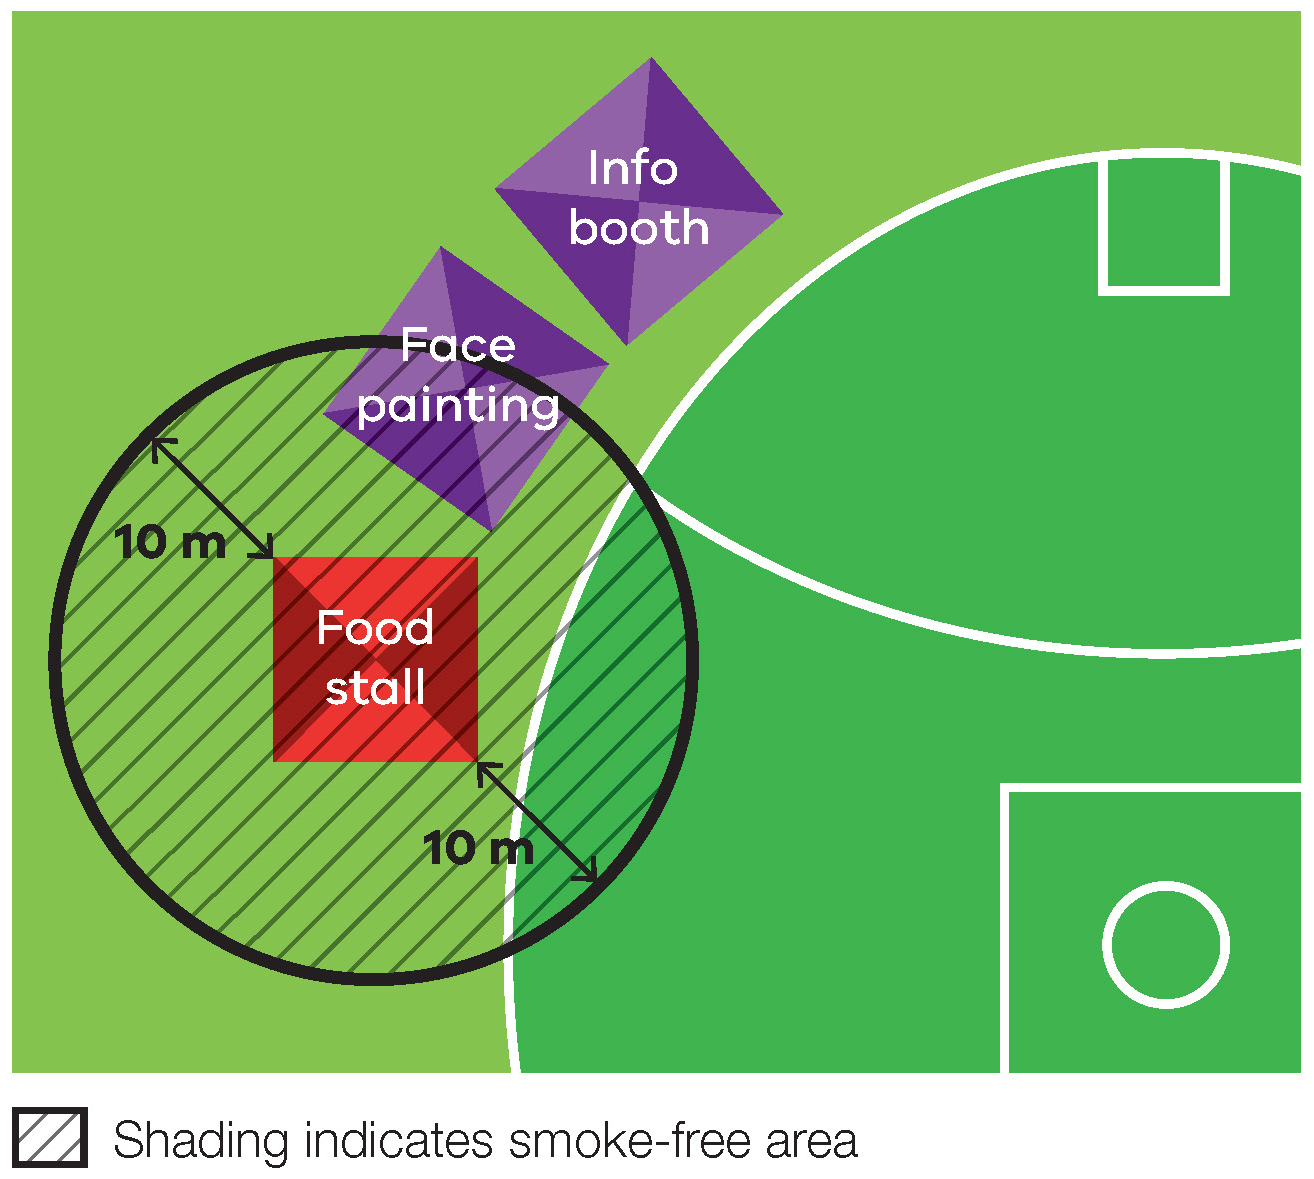 Info
booth
Face
painting
10 m
Food
stall
10 m
Shading indicates smoke-free area